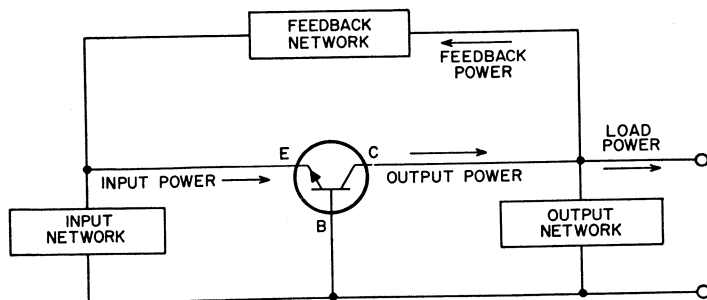 FEEDBACK
NETWORK
FEEDBACK
POWER
E
C
LOAD
POWER
INPUT POWER
OUTPUT POWER
INPUT
NETWORK
B
OUTPUT
NETWORK